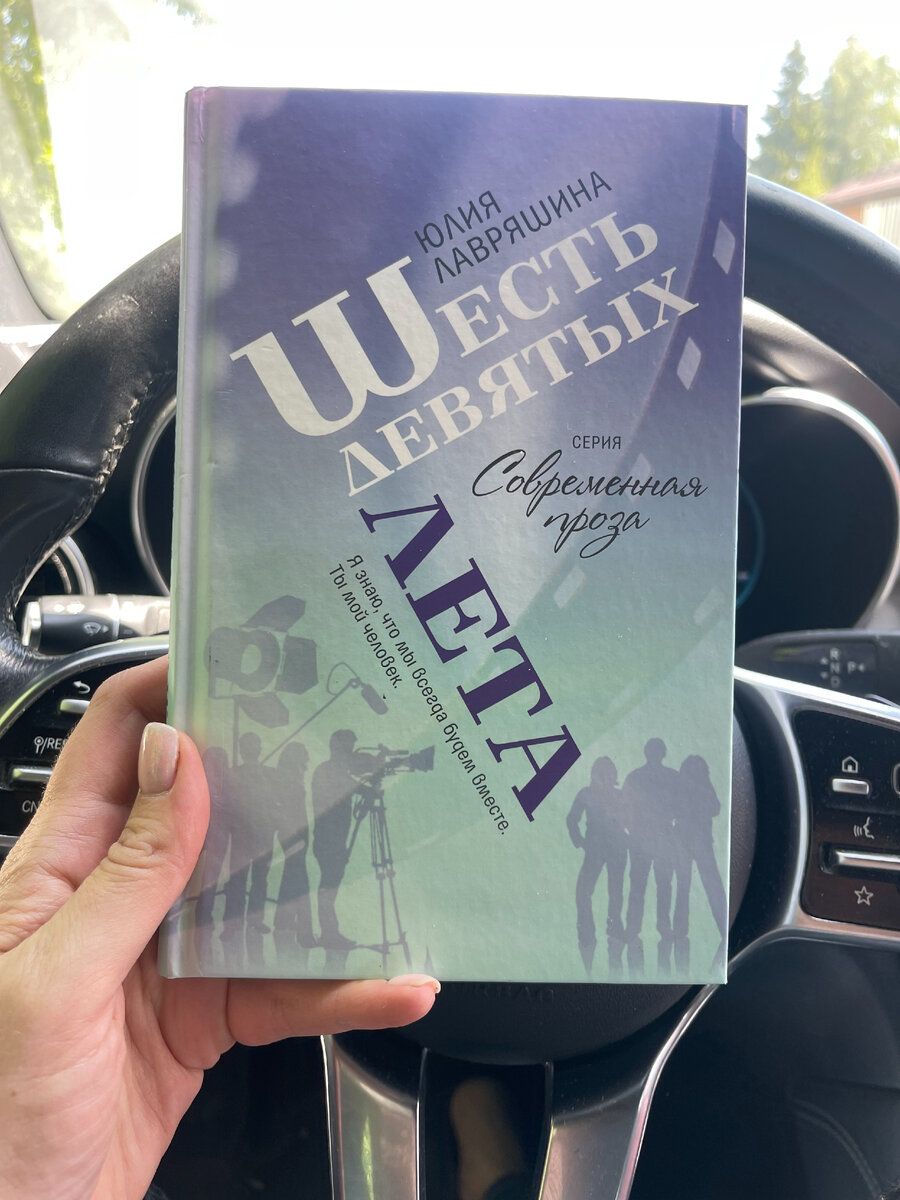 ЮЛИЯ
ЛАВРЯШИНА
ШЕСТЬ
ДЕВЯТЫХ
ЛЕТА
СЕРИЯ
Современная
проза
Я знаю, что мы всегда будем вместе.
Ты мой человек.
R
N P
D